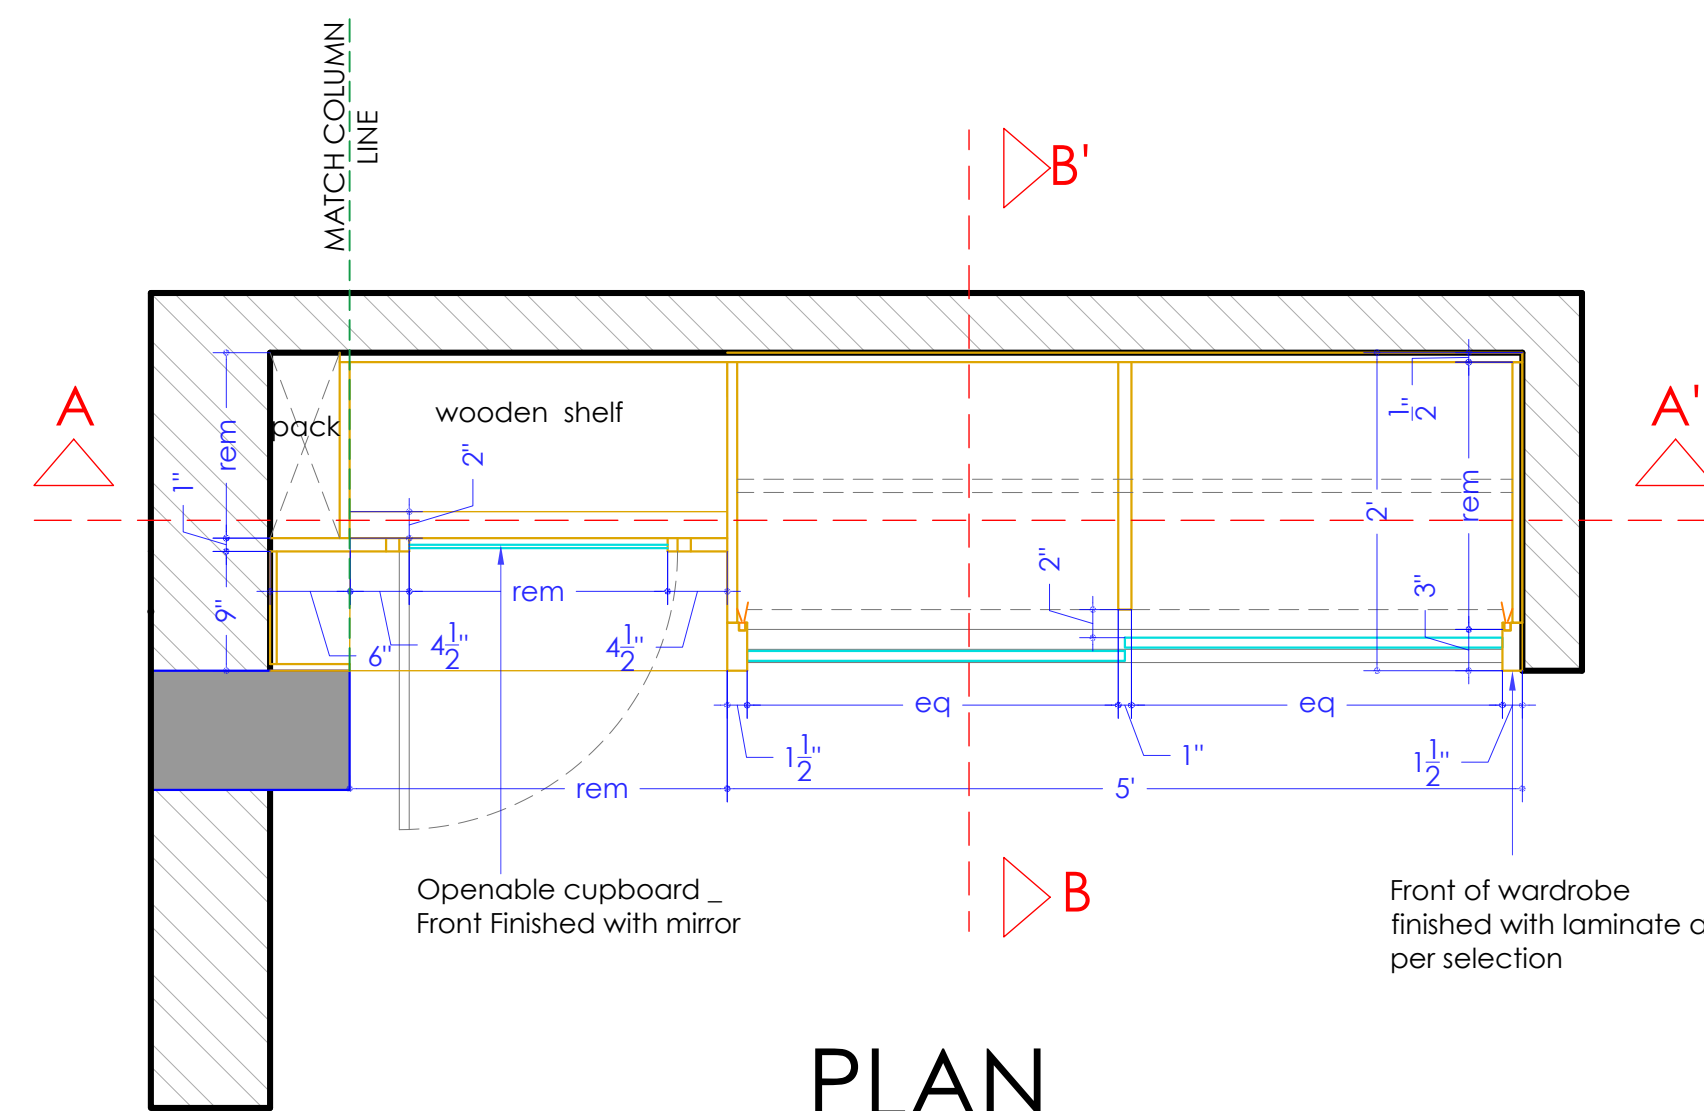 MATCH COLUMN
LINE
B'
A
A'
pack
wooden shelf
rem
1"
2"
9"
6"
4 1/2"
rem
4 1/2"
2"
1/2"
2'
rem
3"
eq
eq
1 1/2"
1"
1 1/2"
rem
5'
Openable cupboard _
Front Finished with mirror
B
Front of wardrobe
finished with laminate
per selection
PLAN